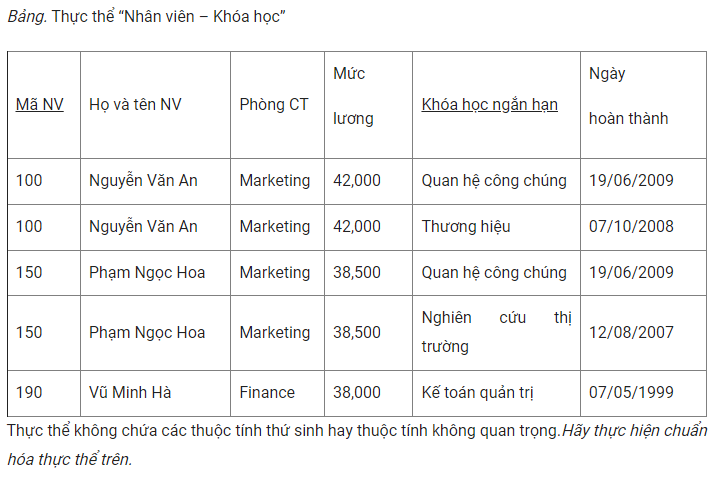 Bảng. Thực thể “Nhân viên – Khóa học”
Mã NV Họ và tên NV Phòng CT Mức lương Khóa học ngắn hạn Ngày hoàn thành
100 Nguyễn Văn An Marketing 42,000 Quan hệ công chúng 19/06/2009
100 Nguyễn Văn An Marketing 42,000 Thương hiệu 07/10/2008
150 Phạm Ngọc Hoa Marketing 38,500 Quan hệ công chúng 19/06/2009
150 Phạm Ngọc Hoa Marketing 38,500 Nghiên cứu thị trường 12/08/2007
190 Vũ Minh Hà Finance 38,000 Kế toán quản trị 07/05/1999
Thực thể không chứa các thuộc tính thứ sinh hay thuộc tính không quan trọng.Hãy thực hiện chuẩn
hóa thực thể trên.